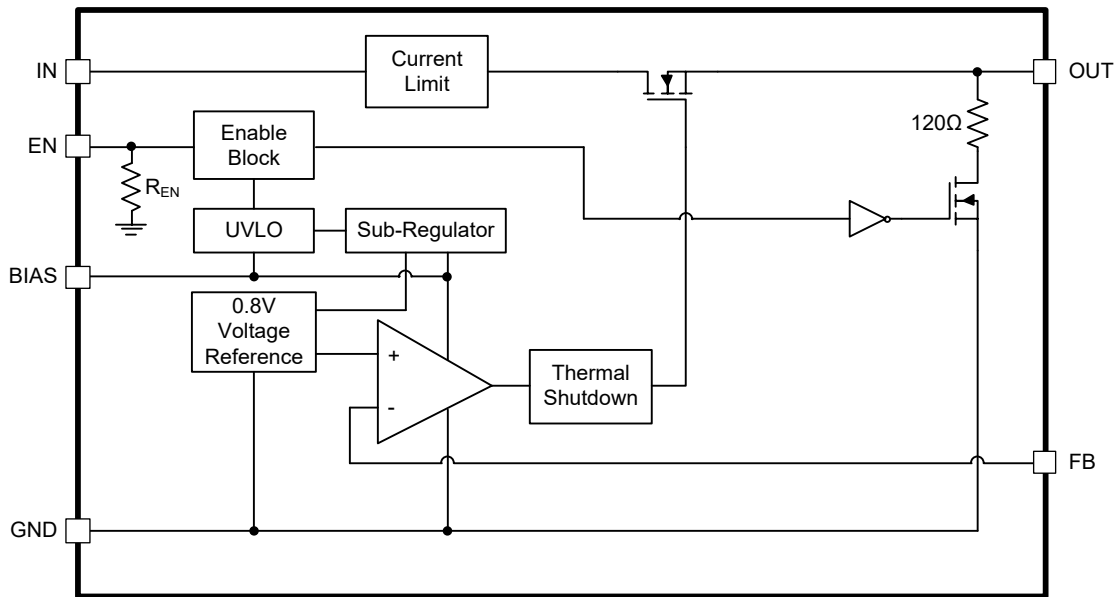 IN
Current
Limit
OUT
EN
Enable
Block
120Ω
REN
UVLO
Sub-Regulator
BIAS
0.8V
Voltage
Reference
+
-
Thermal
Shutdown
FB
GND